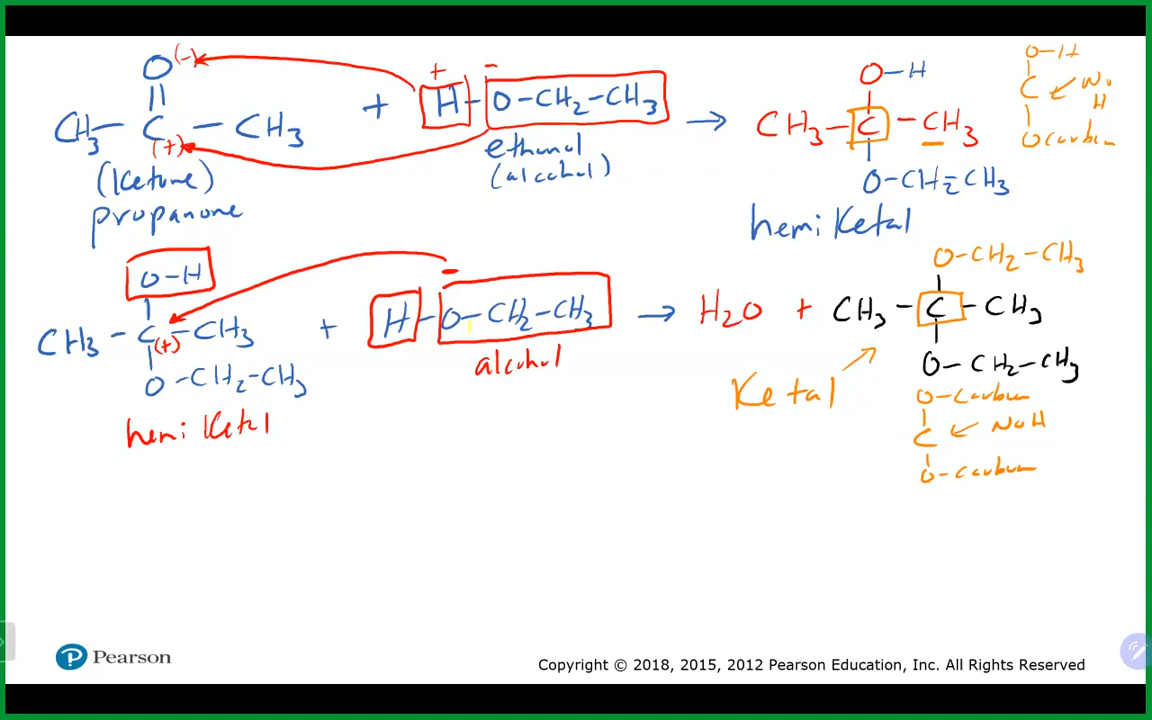 O(-)
||
CH3 — C — CH3
(+)
(Ketone)
propanone
+
+ -
H - O - CH2 - CH3
ethanol
(alcohol)
→
O-H
|
CH3 - C - CH3
|
O - CH2 - CH3
hemi Ketal
O-H
|
C ← No H
|
O carbon
O-H
|
CH3 - C - CH3
(+)
|
O - CH2 - CH3
hemi Ketal
+
-
H - O - CH2 - CH3
alcohol
→ H2O +
O - CH2 - CH3
|
CH3 - C - CH3
|
O - CH2 - CH3
Ketal
O-carbon
|
C ← No H
|
O-carbon
P Pearson
Copyright © 2018, 2015, 2012 Pearson Education, Inc. All Rights Reserved